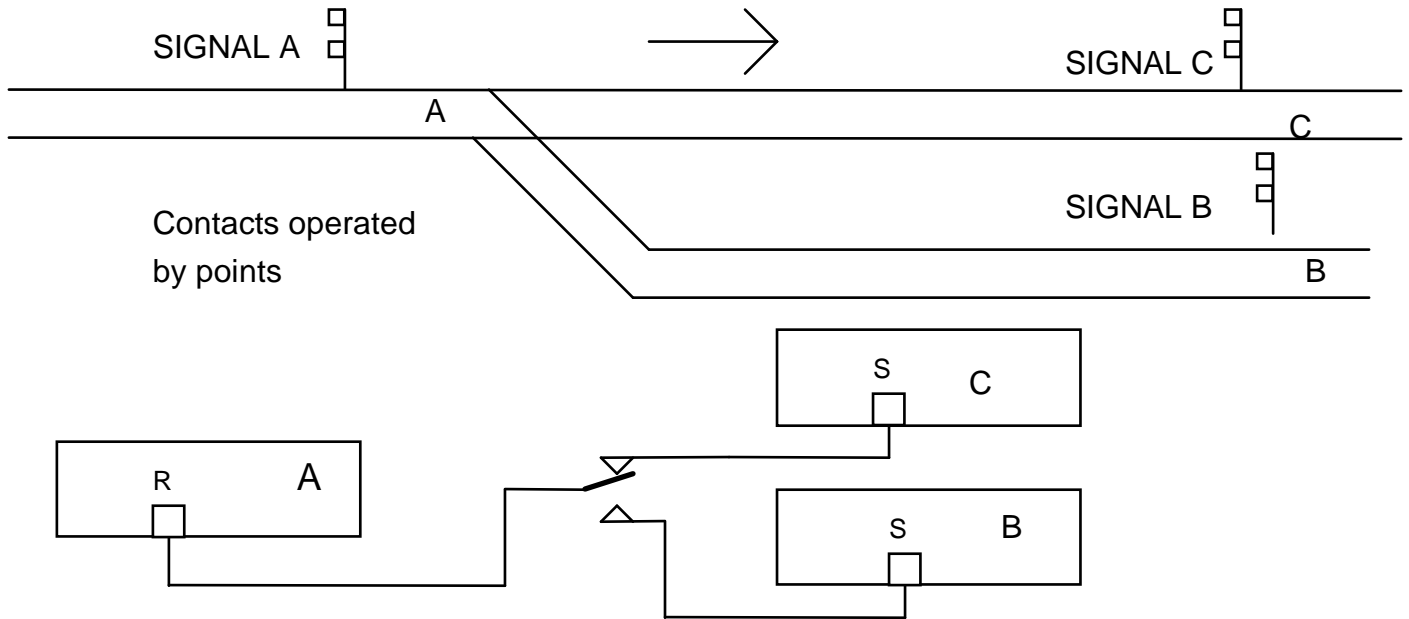 SIGNAL A
SIGNAL C
A
C
SIGNAL B
Contacts operated
by points
B
S
C
R
A
S
B